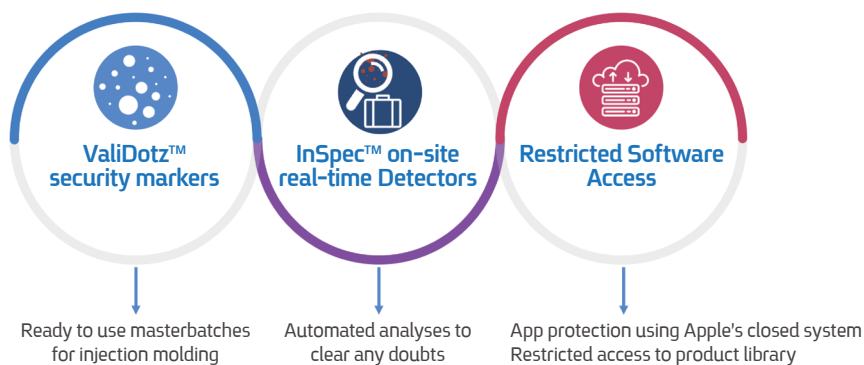 ValiDotz™
security markers
InSpec™ on-site
real-time Detectors
Restricted Software
Access
Ready to use masterbatches
for injection molding
Automated analyses to
clear any doubts
App protection using Apple's closed system
Restricted access to product library